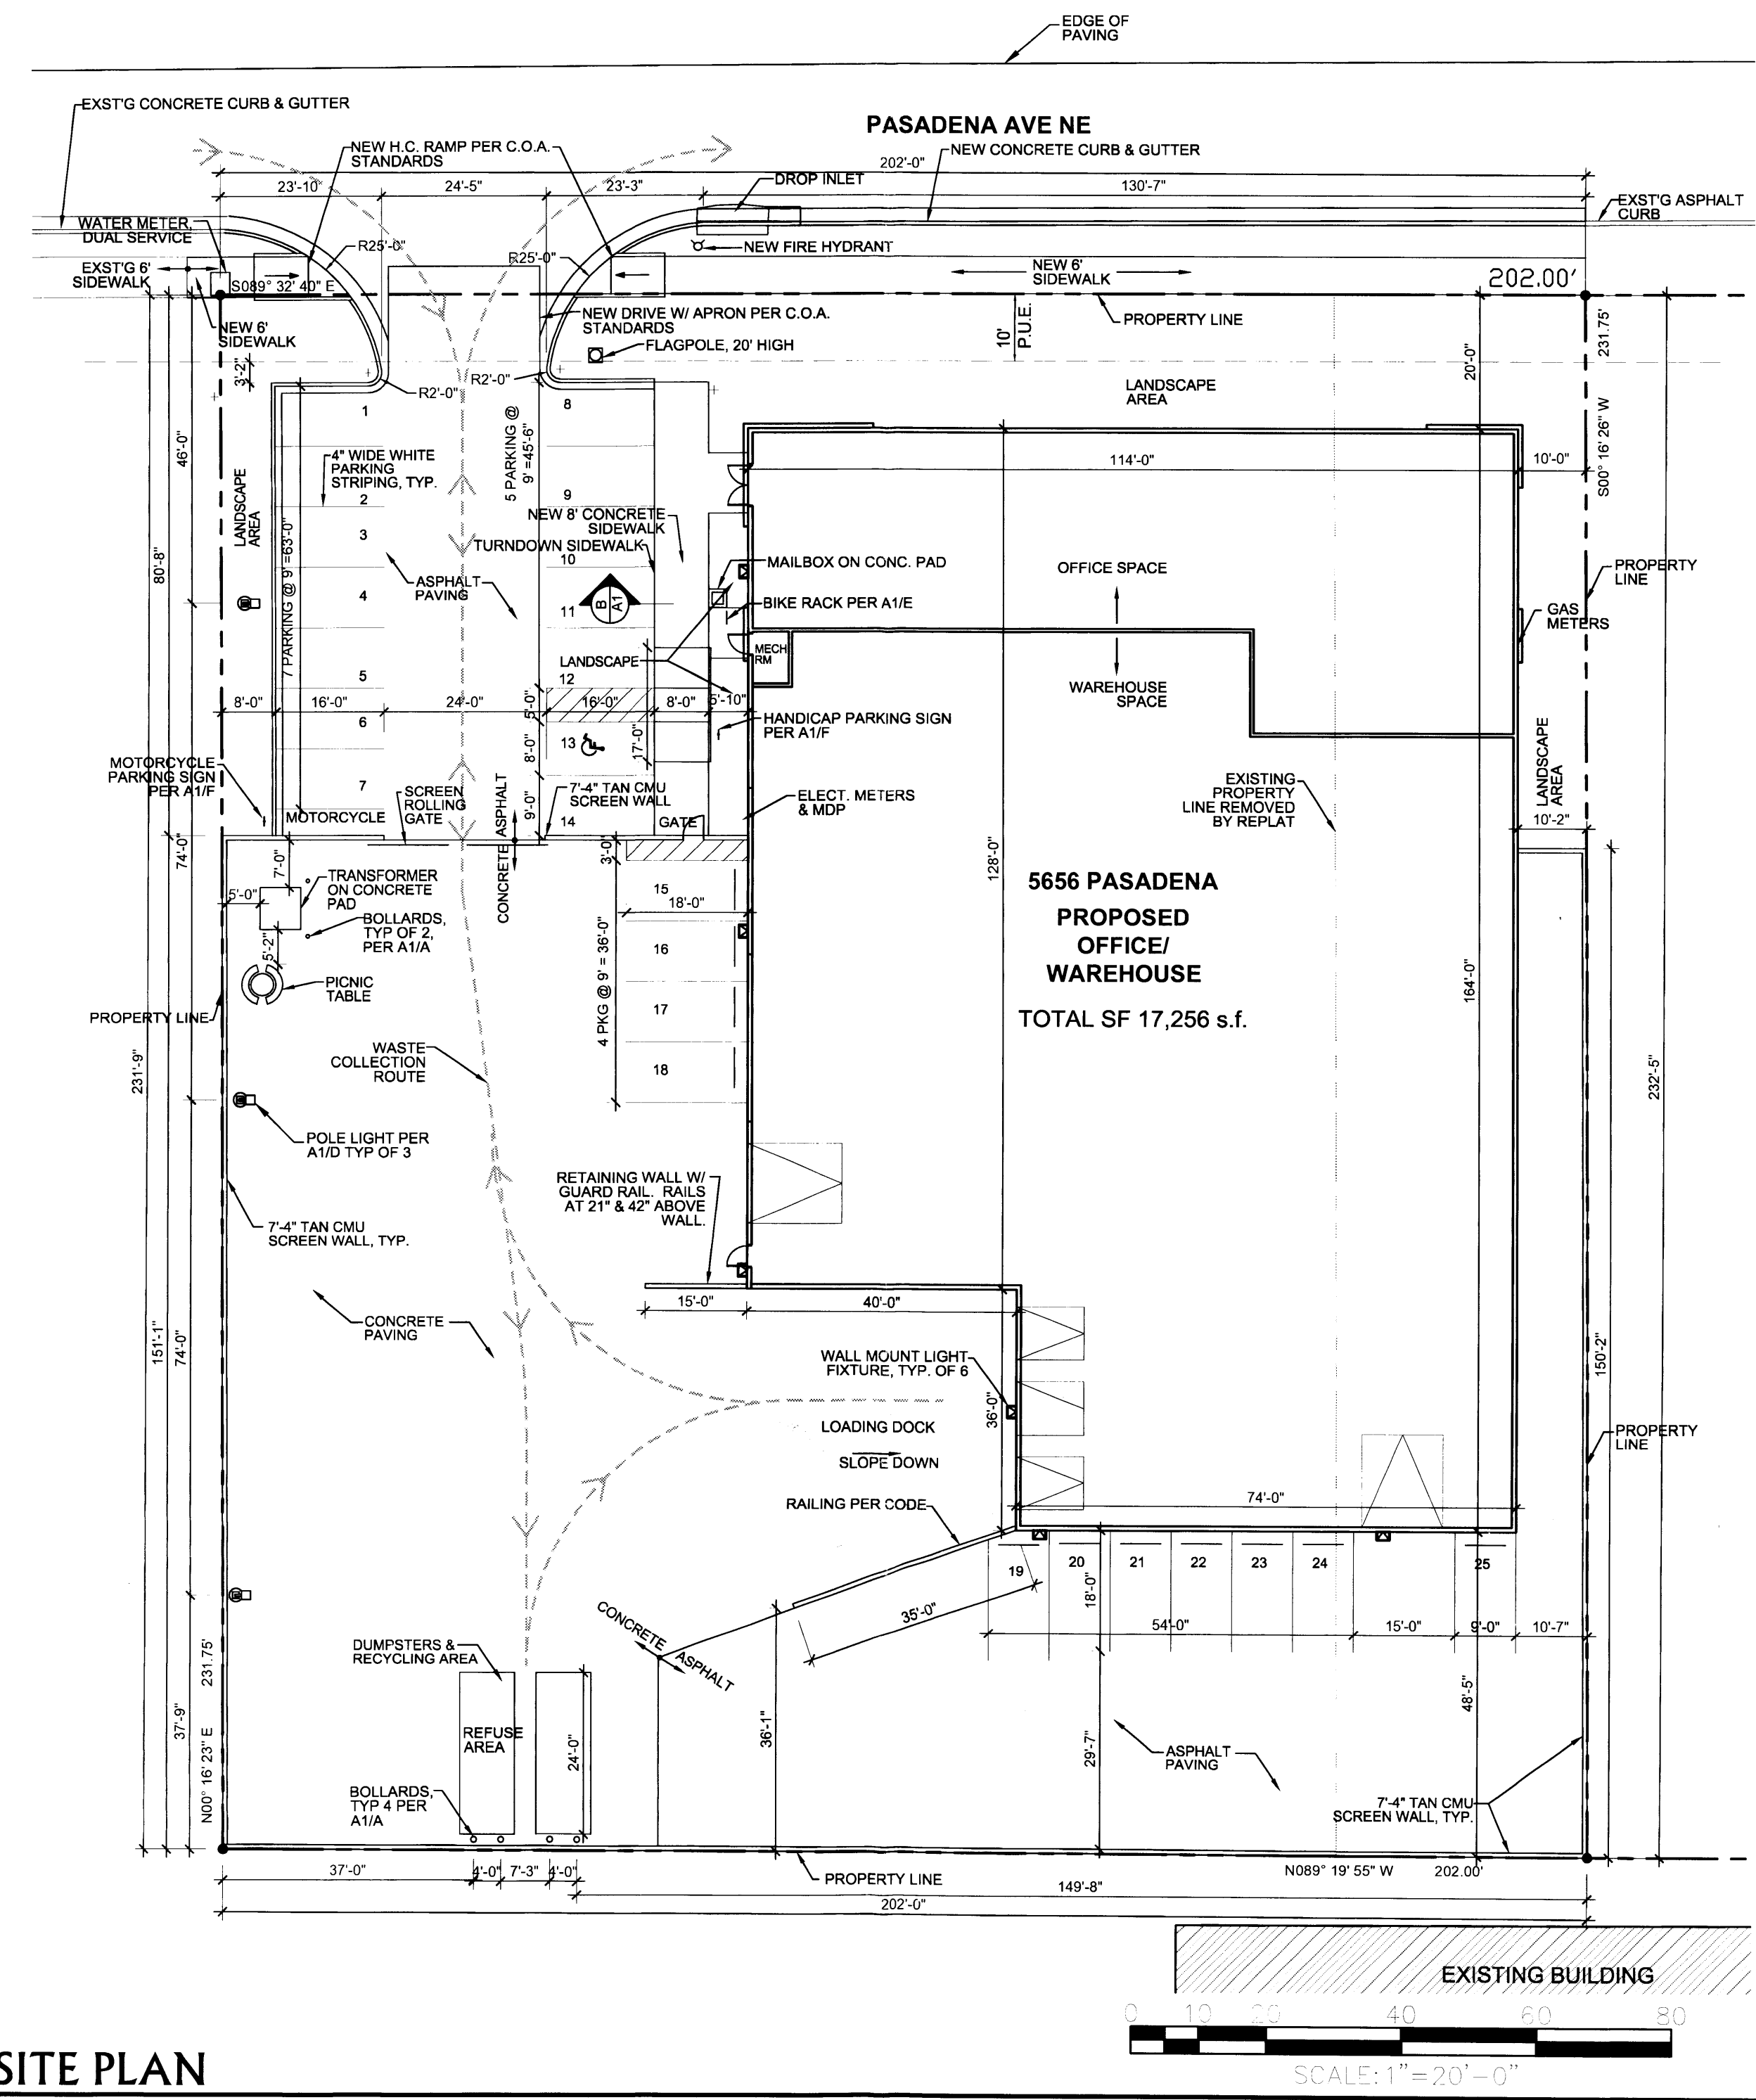 EDGE OF
PAVING
EXST'G CONCRETE CURB & GUTTER
PASADENA AVE NE
NEW H.C. RAMP PER C.O.A.
STANDARDS
NEW CONCRETE CURB & GUTTER
202'-0"
23'-10"
24'-5"
23'-3"
DROP INLET
130'-7"
EXST'G ASPHALT
CURB
WATER METER,
DUAL SERVICE
R25'-0"
R25'-0"
NEW FIRE HYDRANT
EXST'G 6'
SIDEWALK
NEW 6'
SIDEWALK
202.00'
S089° 32' 40" E
NEW 6'
SIDEWALK
NEW DRIVE W/ APRON PER C.O.A.
STANDARDS
10'
P.U.E.
PROPERTY LINE
231.75'
FLAGPOLE, 20' HIGH
3'-2"
R2'-0"
R2'-0"
20'-0"
LANDSCAPE
AREA
1
8
S00° 16' 26" W
46'-0"
4" WIDE WHITE
PARKING
STRIPING, TYP.
5 PARKING @
9' =45'-6"
114'-0"
10'-0"
LANDSCAPE
AREA
2
9
NEW 8' CONCRETE
SIDEWALK
3
TURNDOWN SIDEWALK
10
80'-8"
7 PARKING @ 9' =63'-0"
MAILBOX ON CONC. PAD
OFFICE SPACE
PROPERTY
LINE
ASPHALT
PAVING
4
B
A1
11
BIKE RACK PER A1/E
GAS
METERS
MECH
RM
LANDSCAPE
5
12
WAREHOUSE
SPACE
8'-0"
16'-0"
24'-0"
5'-0"
16'-0"
8'-0"
5'-10"
6
HANDICAP PARKING SIGN
PER A1/F
13
8'-0"
17'-0"
LANDSCAPE
AREA
MOTORCYCLE
PARKING SIGN
PER A1/F
7
SCREEN
ROLLING
GATE
ASPHALT
CONCRETE
7'-4" TAN CMU
SCREEN WALL
ELECT. METERS
& MDP
EXISTING
PROPERTY
LINE REMOVED
BY REPLAT
MOTORCYCLE
9'-0"
14
GATE
10'-2"
74'-0"
7'-0"
3'-0"
128'-0"
TRANSFORMER
ON CONCRETE
PAD
5'-0"
15
18'-0"
5656 PASADENA
PROPOSED
OFFICE/
WAREHOUSE
TOTAL SF 17,256 s.f.
BOLLARDS,
TYP OF 2,
PER A1/A
5'-2"
16
PICNIC
TABLE
4 PKG @ 9' = 36'-0"
164'-0"
PROPERTY LINE
17
WASTE
COLLECTION
ROUTE
18
231'-9"
232'-5"
POLE LIGHT PER
A1/D TYP OF 3
RETAINING WALL W/
GUARD RAIL. RAILS
AT 21" & 42" ABOVE
WALL.
7'-4" TAN CMU
SCREEN WALL, TYP.
15'-0"
40'-0"
CONCRETE
PAVING
151'-1"
74'-0"
150'-2"
WALL MOUNT LIGHT
FIXTURE, TYP. OF 6
36'-0"
LOADING DOCK
SLOPE DOWN
PROPERTY
LINE
RAILING PER CODE
74'-0"
19
20
21
22
23
24
25
18'-0"
35'-0"
54'-0"
15'-0"
9'-0"
10'-7"
CONCRETE
ASPHALT
DUMPSTERS &
RECYCLING AREA
231.75'
N00° 16' 23" E
37'-9"
REFUSE
AREA
24'-0"
36'-1"
29'-7"
48'-5"
ASPHALT
PAVING
BOLLARDS,
TYP 4 PER
A1/A
7'-4" TAN CMU
SCREEN WALL, TYP.
37'-0"
4'-0"
7'-3"
4'-0"
PROPERTY LINE
N089° 19' 55" W
202.00'
149'-8"
202'-0"
EXISTING BUILDING
0 10 20 40 60 80
SCALE: 1"=20'-0"
SITE PLAN